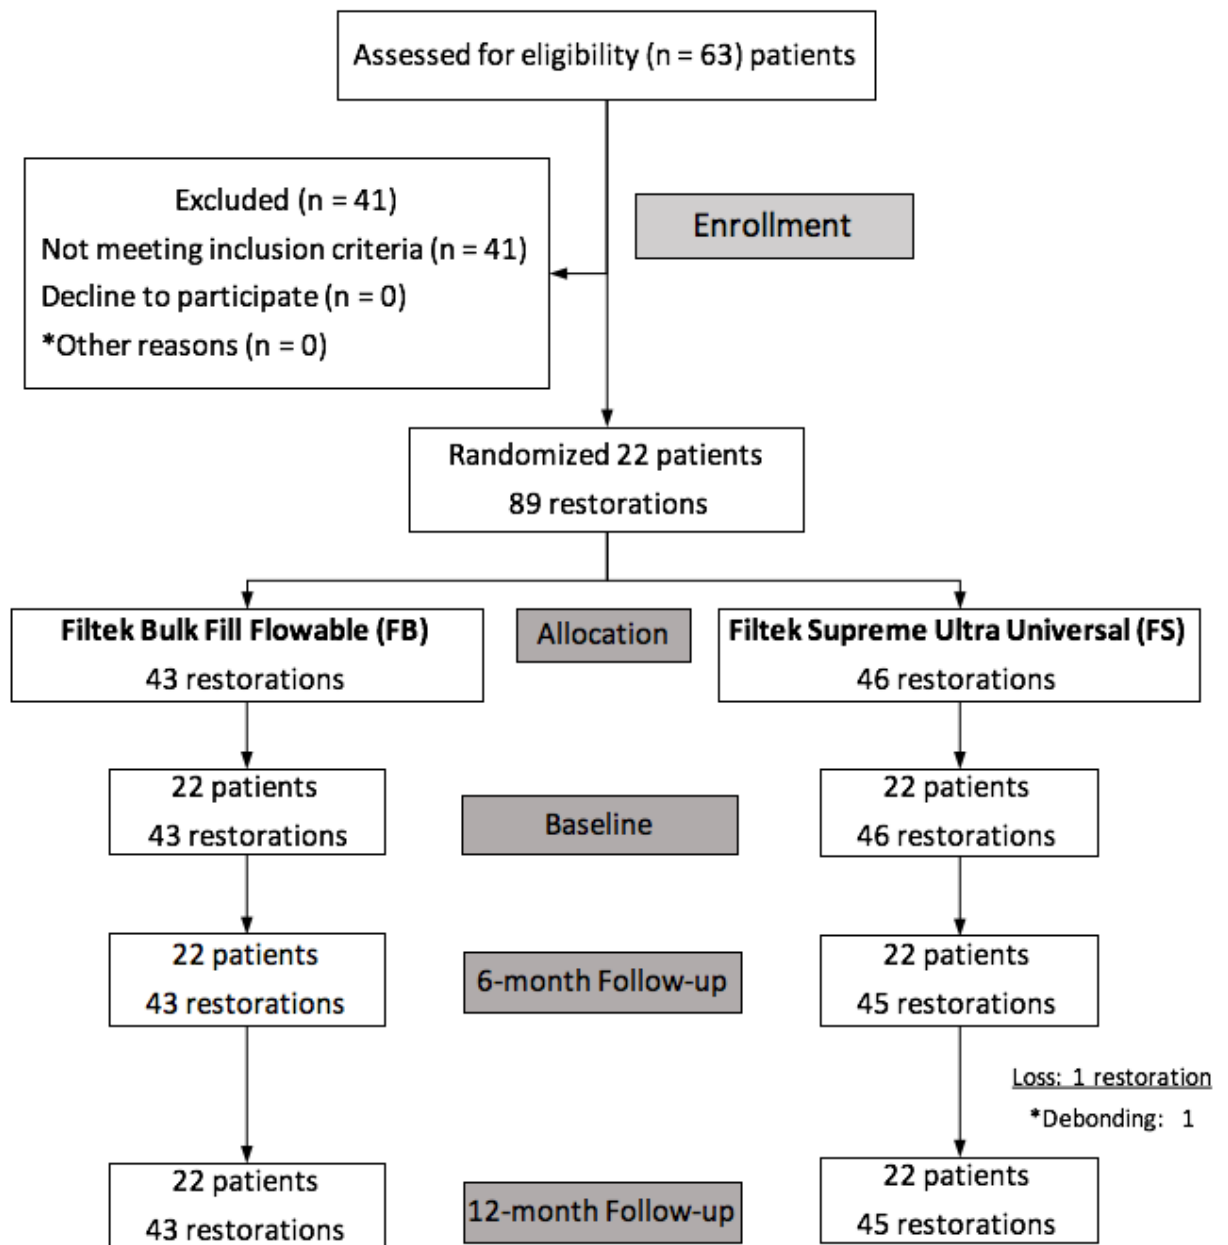 Assessed for eligibility (n = 63) patients
Excluded (n = 41)
Not meeting inclusion criteria (n = 41)
Decline to participate (n = 0)
*Other reasons (n = 0)
Enrollment
Randomized 22 patients
89 restorations
Filtek Bulk Fill Flowable (FB)
43 restorations
Allocation
Filtek Supreme Ultra Universal (FS)
46 restorations
22 patients
43 restorations
Baseline
22 patients
46 restorations
22 patients
43 restorations
6-month Follow-up
22 patients
45 restorations
Loss: 1 restoration
*Debonding: 1
22 patients
43 restorations
12-month Follow-up
22 patients
45 restorations